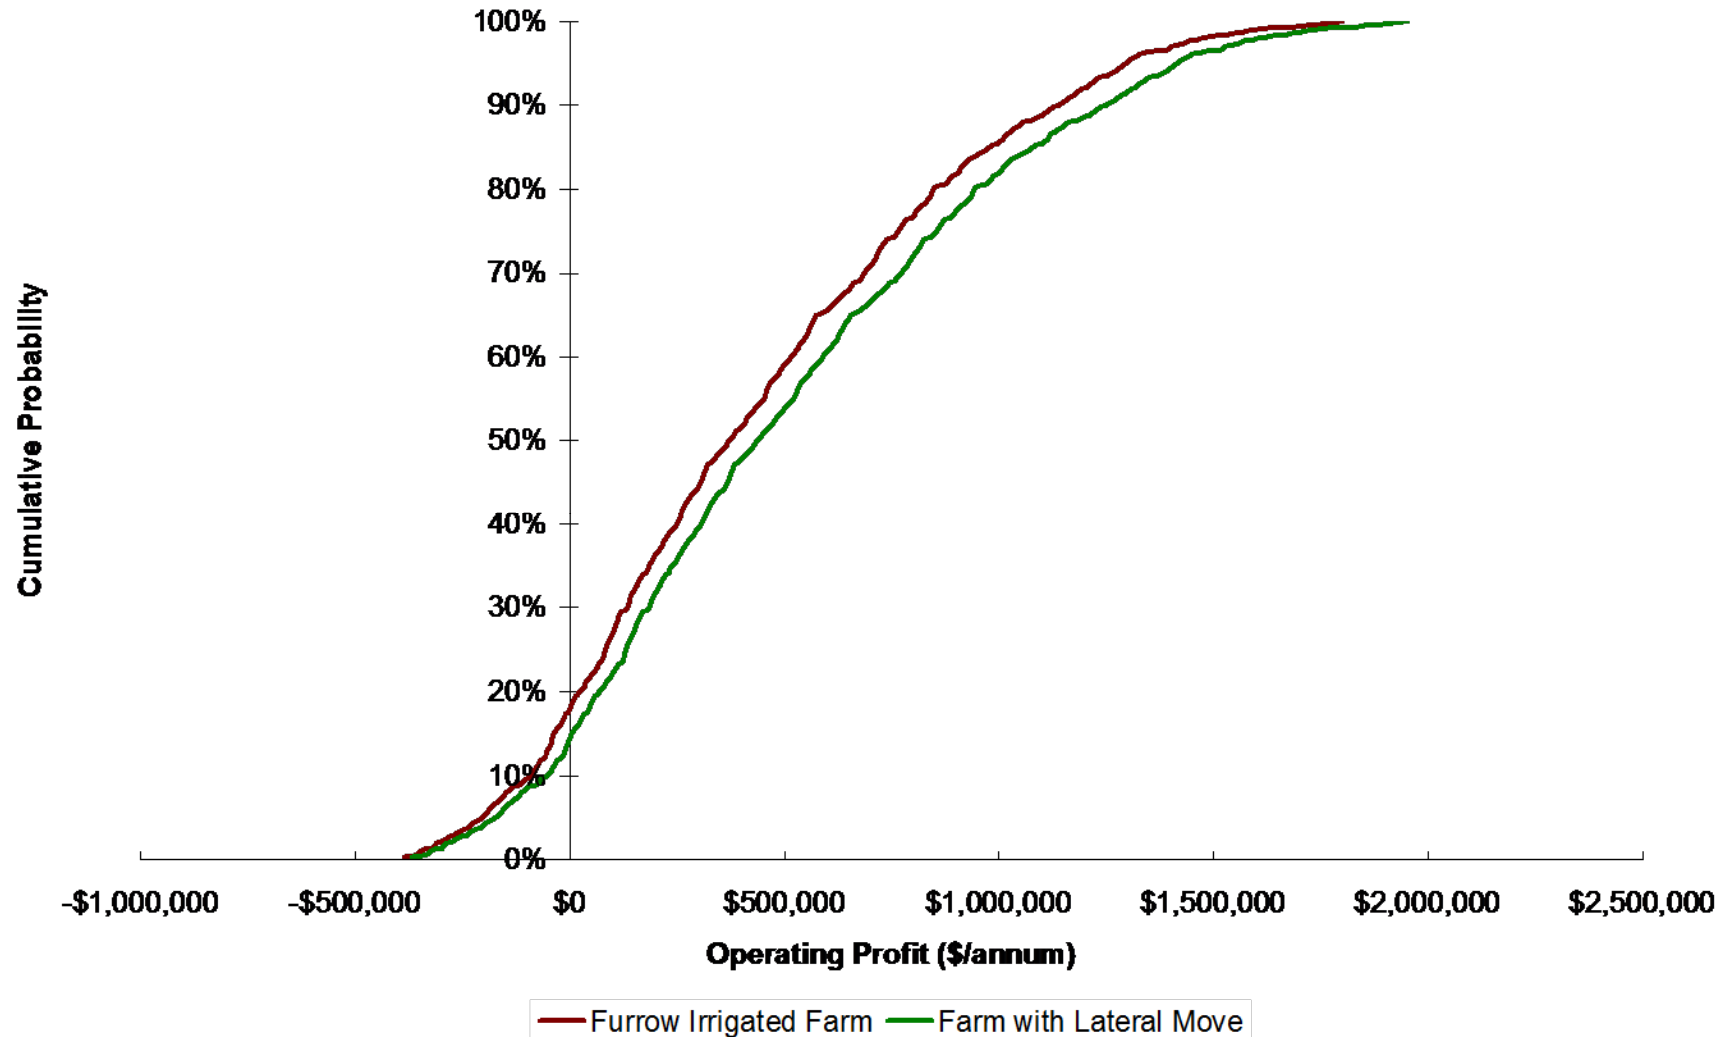 100%
90%
80%
70%
60%
50%
40%
30%
20%
10%
0%
Cumulative Probability
-$1,000,000 -$500,000 $0 $500,000 $1,000,000 $1,500,000 $2,000,000 $2,500,000
Operating Profit ($/annum)
Furrow Irrigated Farm Farm with Lateral Move